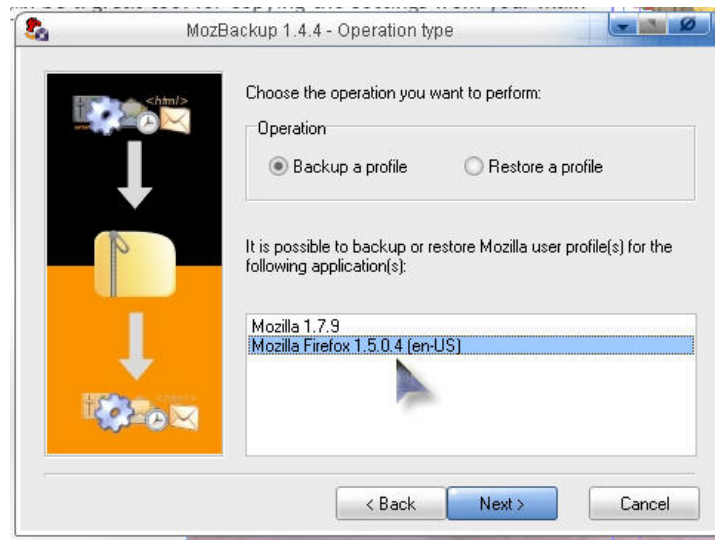 MozBackup 1.4.4 - Operation type
<html>
Choose the operation you want to perform:
Operation
Backup a profile
Restore a profile
It is possible to backup or restore Mozilla user profile(s) for the
following application(s):
Mozilla 1.7.9
Mozilla Firefox 1.5.0.4 (en-US)
< Back
Next >
Cancel